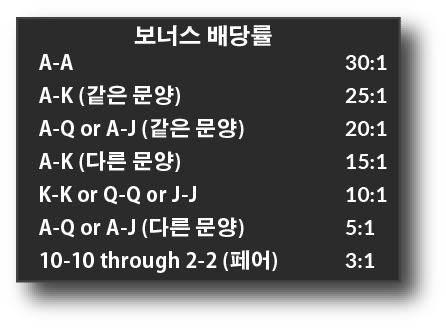 보너스 배당률
A-A 30:1
A-K (같은 문양) 25:1
A-Q or A-J (같은 문양) 20:1
A-K (다른 문양) 15:1
K-K or Q-Q or J-J 10:1
A-Q or A-J (다른 문양) 5:1
10-10 through 2-2 (페어) 3:1